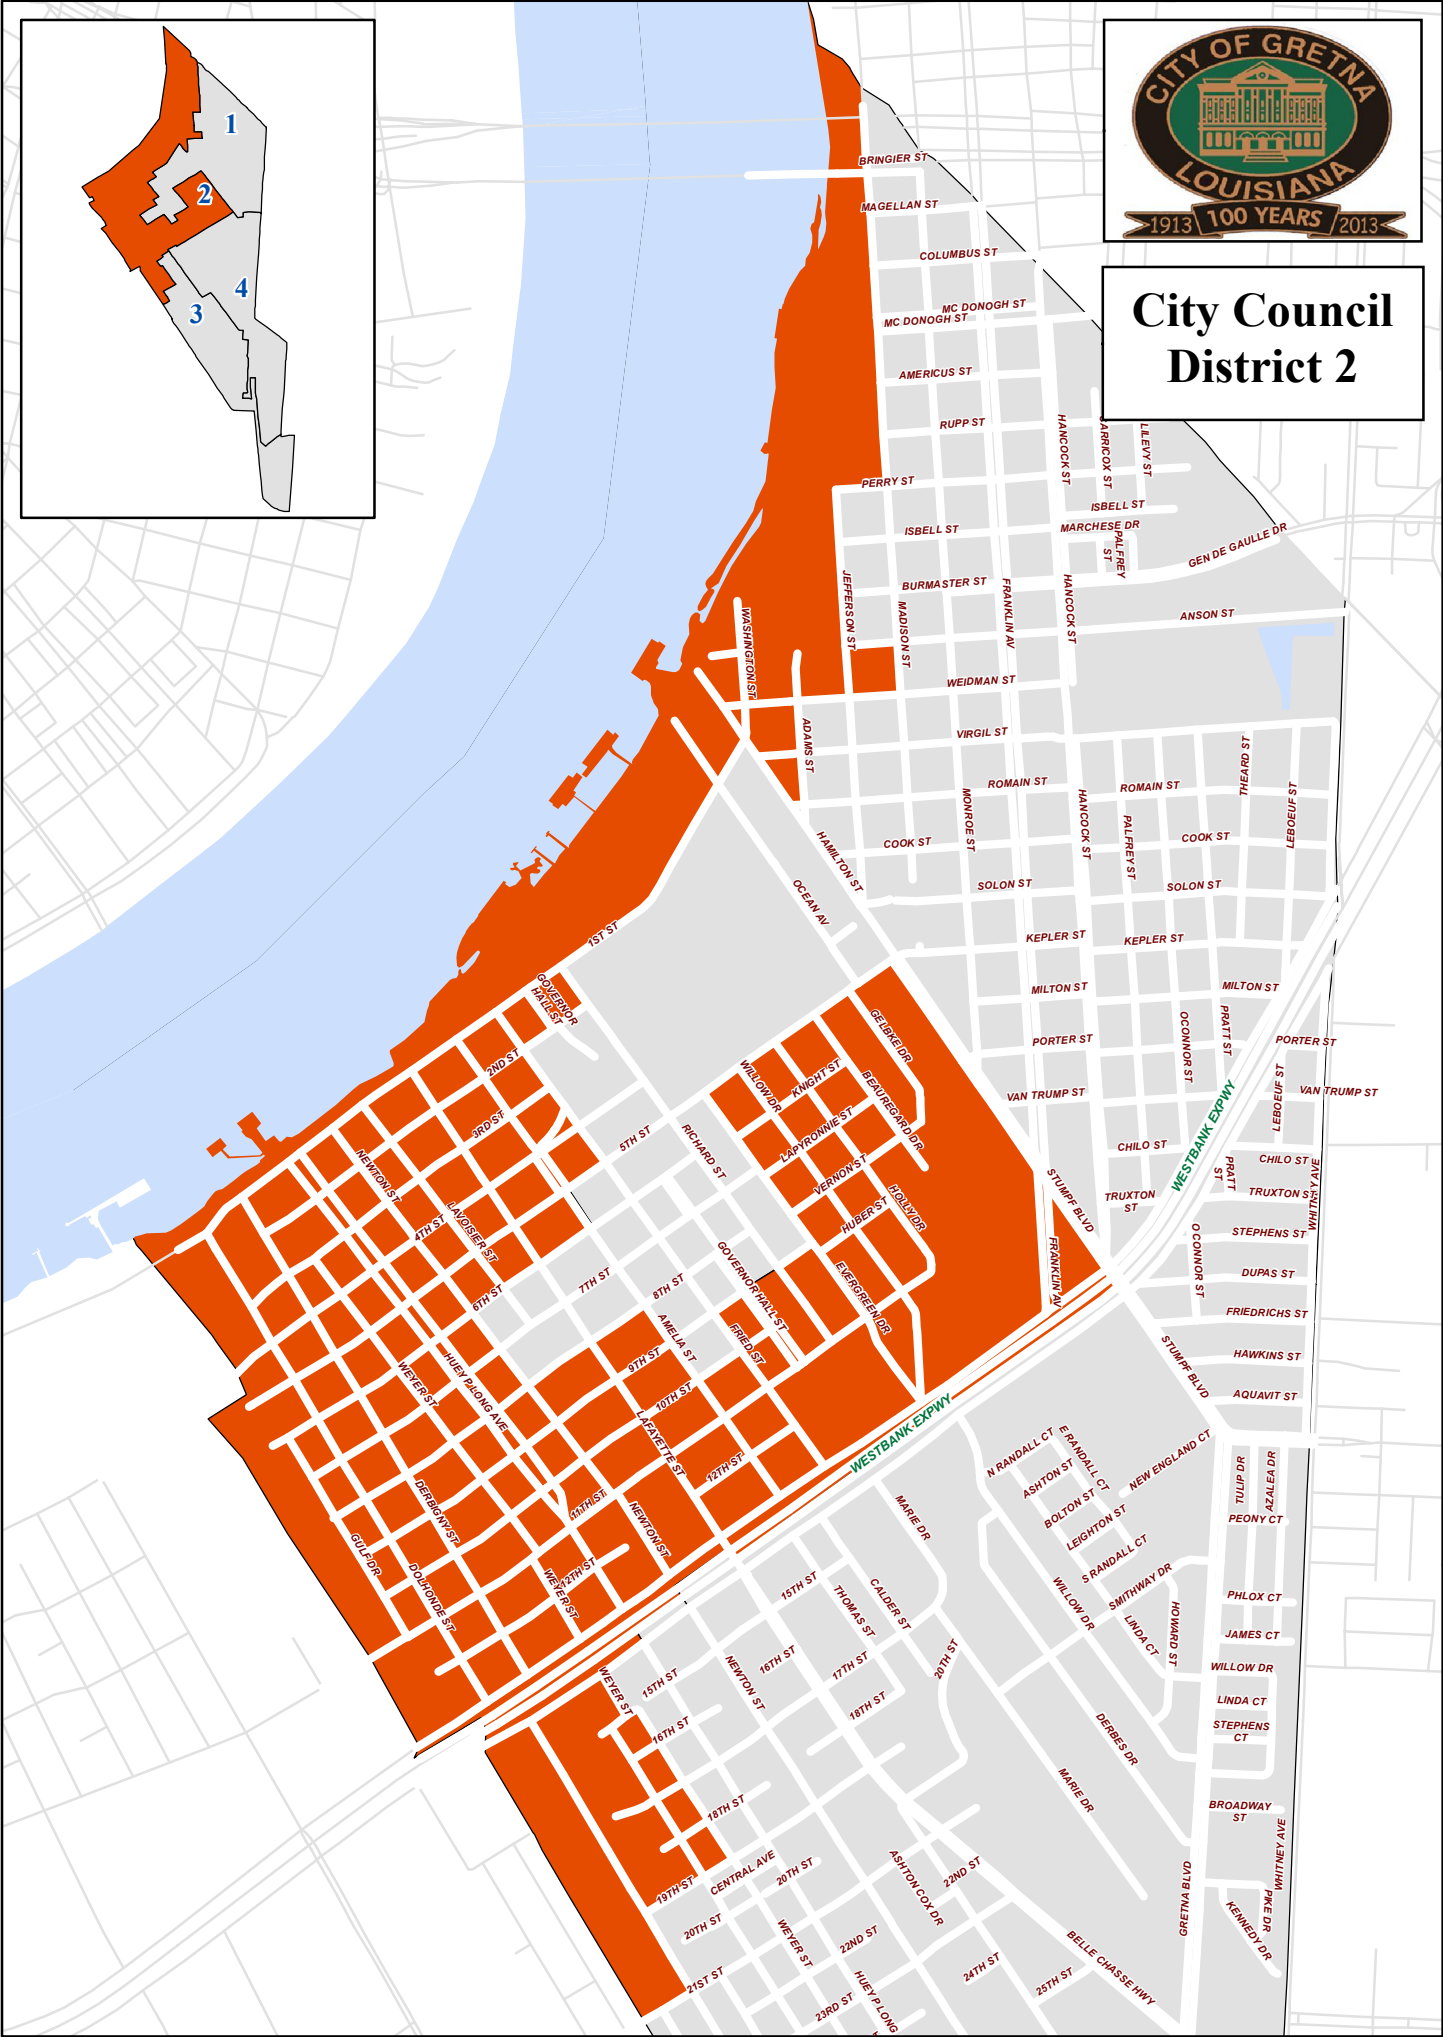 1
2
3
4
CITY OF GRETNA
LOUISIANA
1913 100 YEARS 2013
City Council
District 2
BRINGIER ST
MAGELLAN ST
COLUMBUS ST
MC DONOGH ST
MC DONOGH ST
AMERICUS ST
RUPP ST
HANCOCK ST
LILEVY ST
PERRY ST
ISBELL ST
ISBELL ST
MARCHESE DR
PALFREY
ST
GEN DE GAULLE DR
JEFFERSON ST
BURMASTER ST
MADISON ST
FRANKLIN AV
HANCOCK ST
ANSON ST
WASHINGTON ST
WEIDMAN ST
ADAMS ST
VIRGIL ST
THEARD ST
ROMAIN ST
ROMAIN ST
LEBOEUF ST
MONROE ST
HANCOCK ST
PALFREY ST
HAMILTON ST
COOK ST
COOK ST
OCEAN AV
SOLON ST
SOLON ST
1ST ST
KEPLER ST
KEPLER ST
GOVERNOR
HALL ST
MILTON ST
MILTON ST
GELBKE DR
OCONNOR ST
PRATT ST
PORTER ST
PORTER ST
2ND ST
WILLOW DR
KNIGHT ST
BEAUREGARD DR
VAN TRUMP ST
LEBOEUF ST
VAN TRUMP ST
WESTBANK EXPWY
3RD ST
5TH ST
RICHARD ST
LAPYRONNIE ST
NEWTON ST
VERNON ST
CHILO ST
CHILO ST
PRATT
ST
STUMPF BLVD
TRUXTON
ST
TRUXTON ST
WHITNEY AVE
4TH ST
LAVOISIER ST
HOLLY DR
HUBER ST
STEPHENS ST
OCONNOR ST
FRANKLIN AV
7TH ST
8TH ST
GOVERNOR HALL ST
EVERGREEN DR
DUPAS ST
6TH ST
FRIEDRICHS ST
AMELIA ST
FRIED ST
STUMPF BLVD
HAWKINS ST
9TH ST
WEYER ST
HUEY P LONG AVE
10TH ST
AQUAVIT ST
LAFAYETTE ST
WESTBANK EXPWY
12TH ST
N RANDALL CT
E RANDALL CT
NEW ENGLAND CT
ASHTON ST
TULIP DR
AZALEA DR
DERBIGNY ST
11TH ST
NEWTON ST
MARIE DR
BOLTON ST
LEIGHTON ST
PEONY CT
GULF DR
S RANDALL CT
DOLHONDE ST
WEYER ST
12TH ST
15TH ST
THOMAS ST
CALDER ST
WILLOW DR
SMITHWAY DR
PHLOX CT
LINDA CT
HOWARD ST
JAMES CT
16TH ST
17TH ST
20TH ST
WILLOW DR
WEYER ST
15TH ST
NEWTON ST
18TH ST
LINDA CT
16TH ST
DERBES DR
STEPHENS
CT
MARIE DR
18TH ST
BROADWAY
ST
WHITNEY AVE
19TH ST
CENTRAL AVE
20TH ST
ASHTON COX DR
22ND ST
GRETNA BLVD
PIKE DR
KENNEDY DR
20TH ST
WEYER ST
22ND ST
BELLE CHASSE HWY
21ST ST
24TH ST
25TH ST
HUEY P LONG
23RD ST